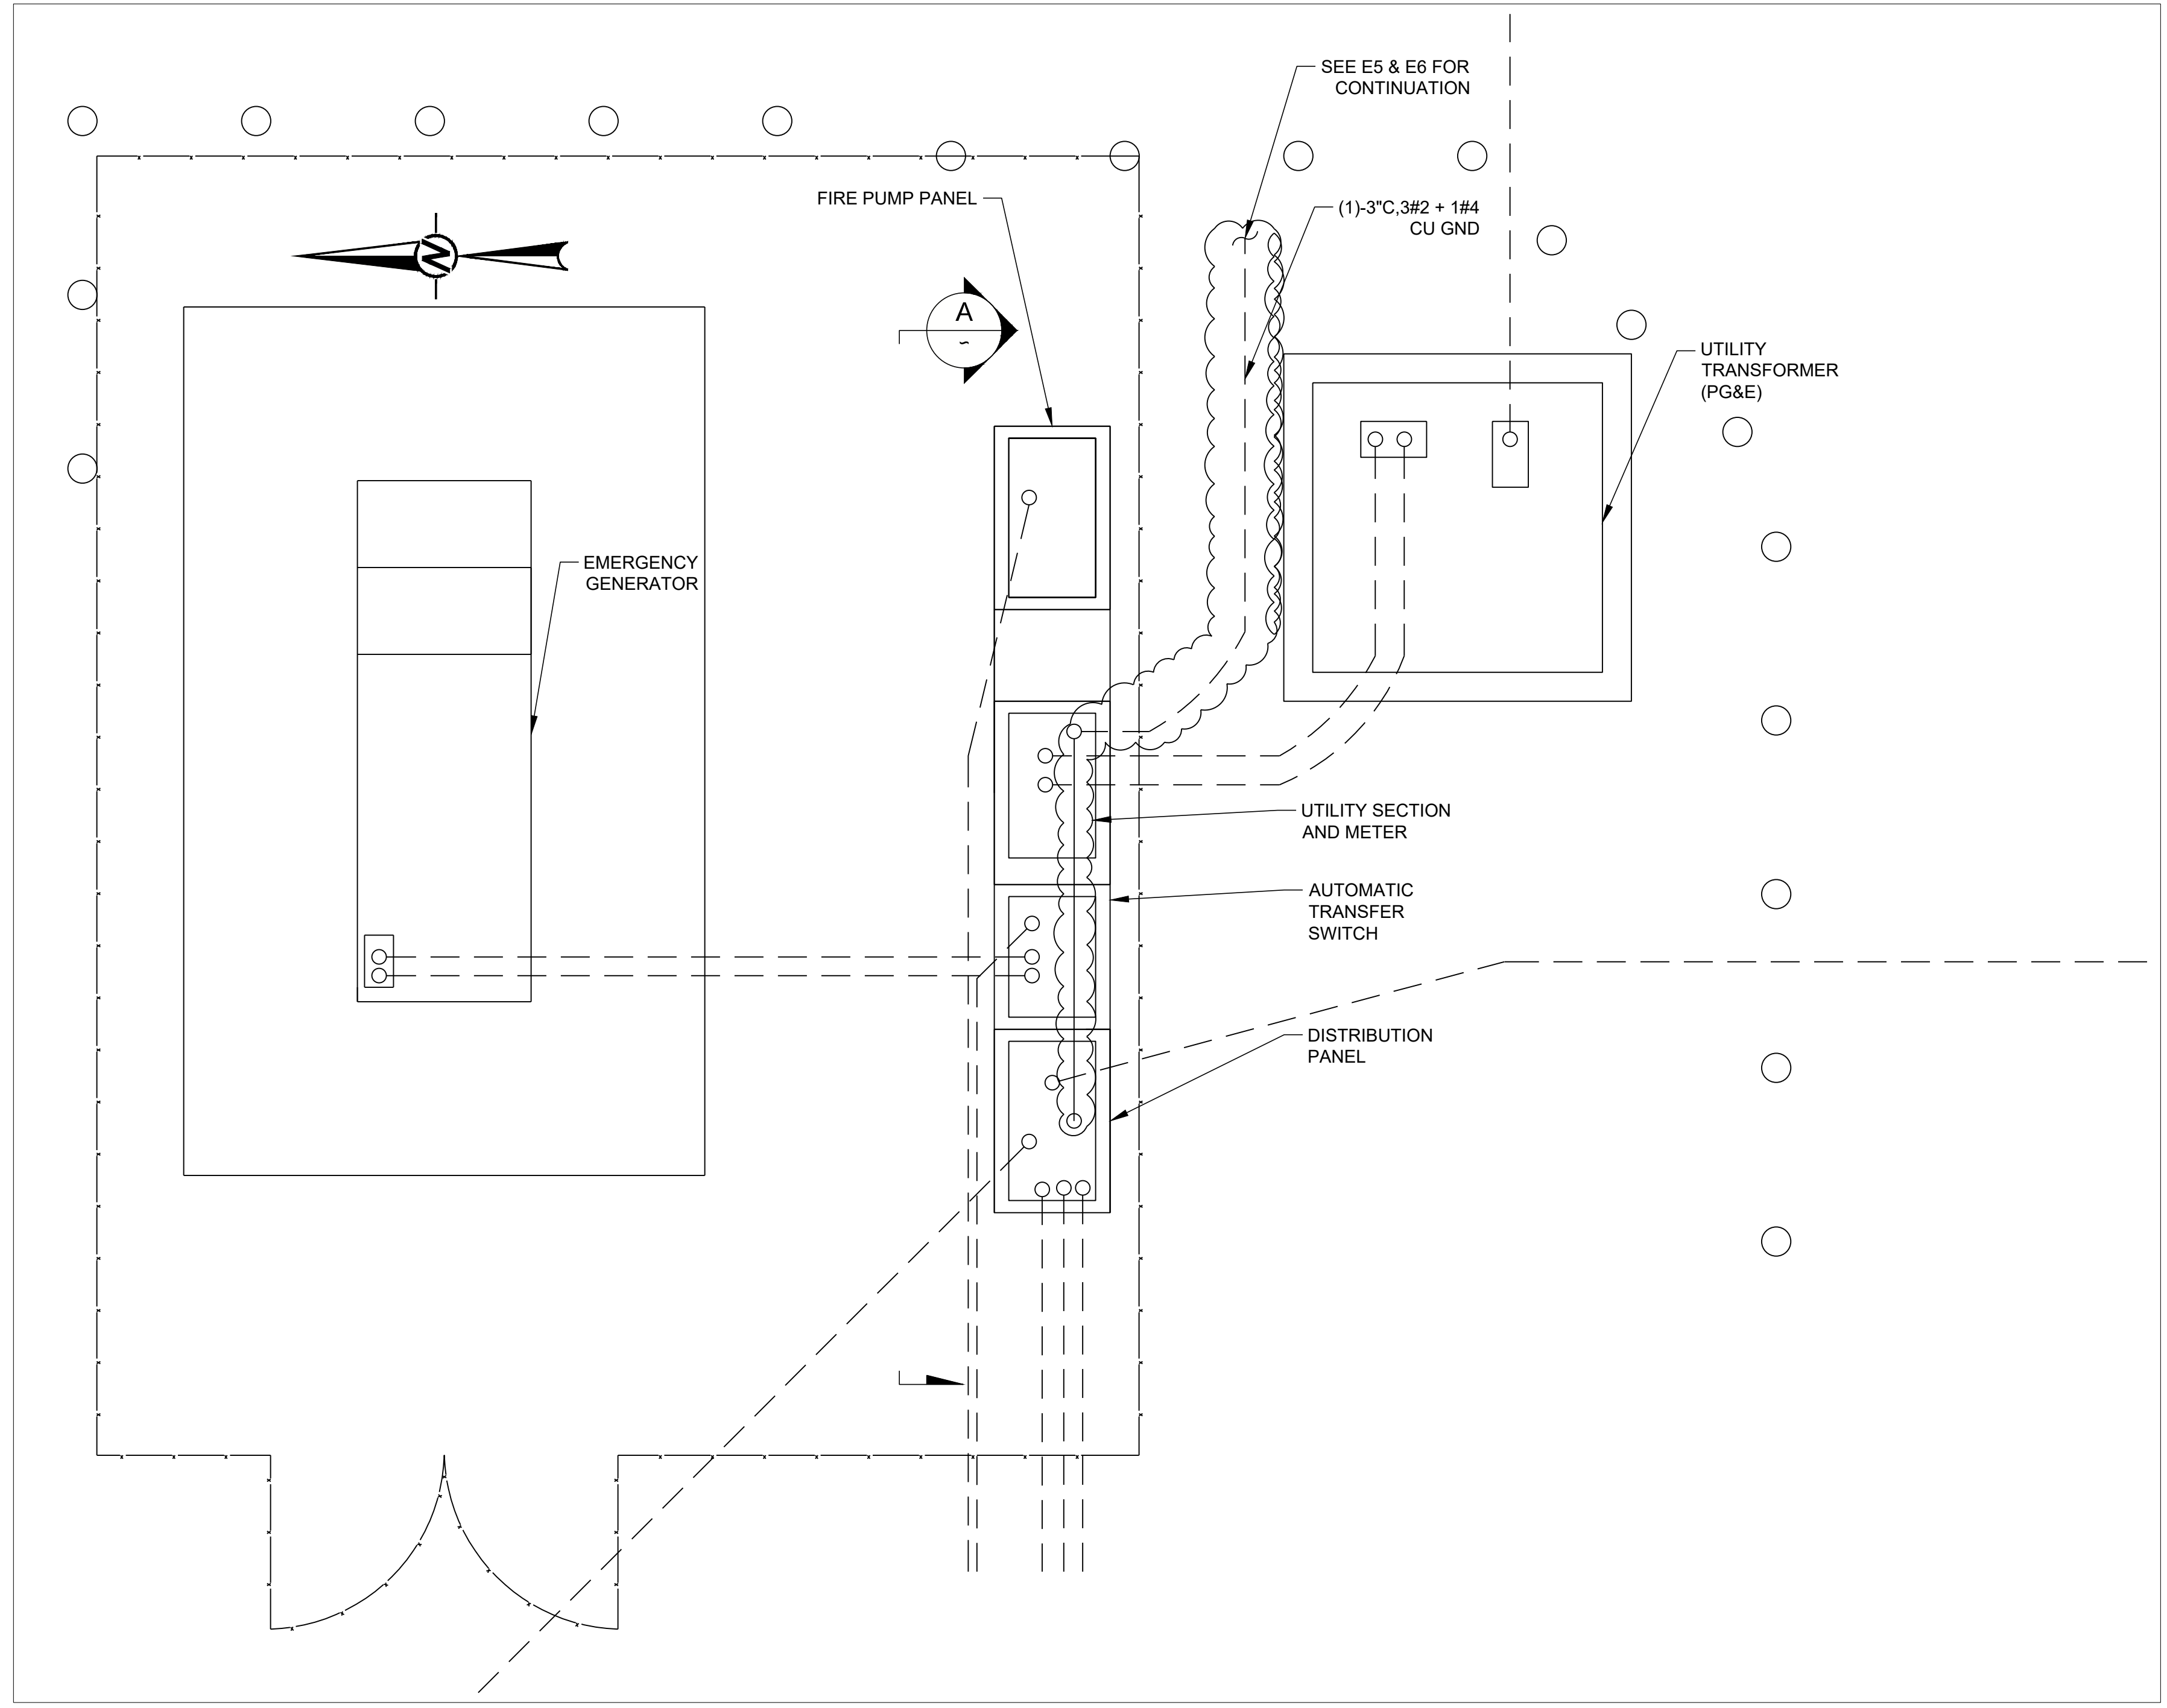 SEE E5 & E6 FOR
CONTINUATION
FIRE PUMP PANEL
(1)-3"C,3#2 + 1#4
CU GND
N
A
~
UTILITY
TRANSFORMER
(PG&E)
EMERGENCY
GENERATOR
UTILITY SECTION
AND METER
AUTOMATIC
TRANSFER
SWITCH
DISTRIBUTION
PANEL